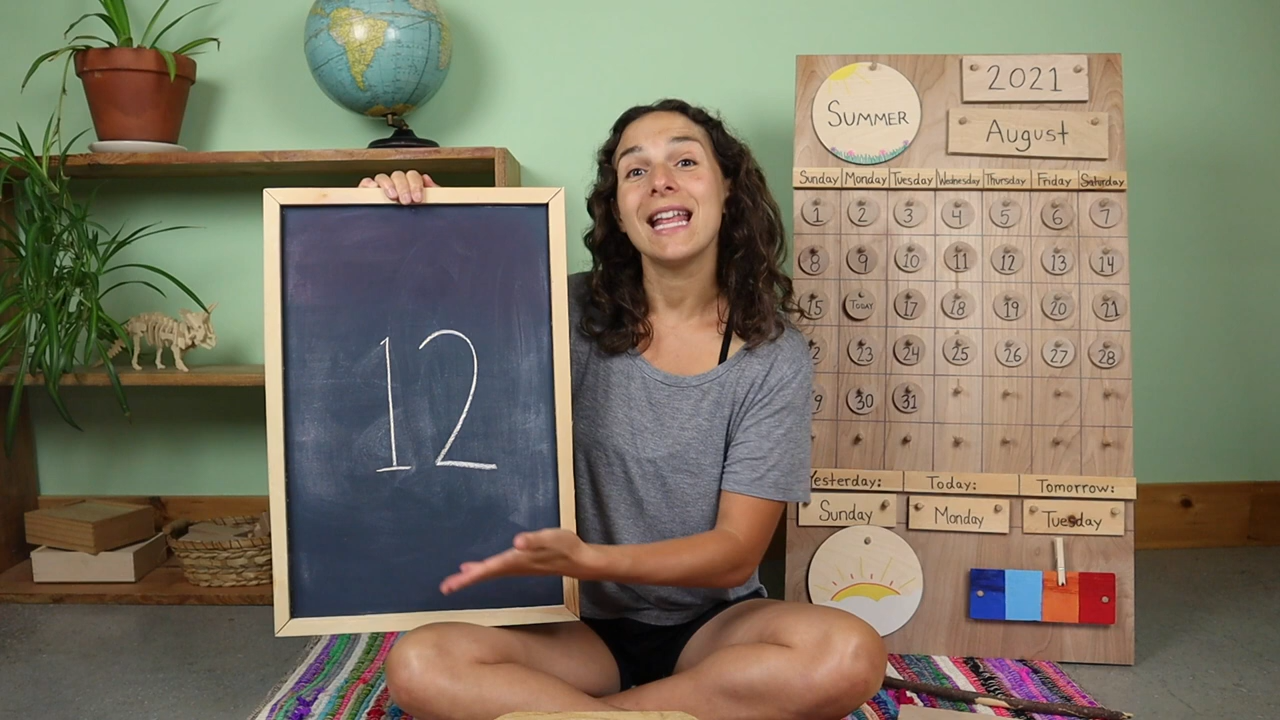 12
SUMMER
2021
August
Sunday Monday Tuesday Wednesday Thursday Friday Saturday
1 2 3 4 5 6 7
8 9 10 11 12 13 14
15 TODAY 17 18 19 20 21
23 24 25 26 27 28
30 31
Yesterday: Today: Tomorrow:
Sunday Monday Tuesday